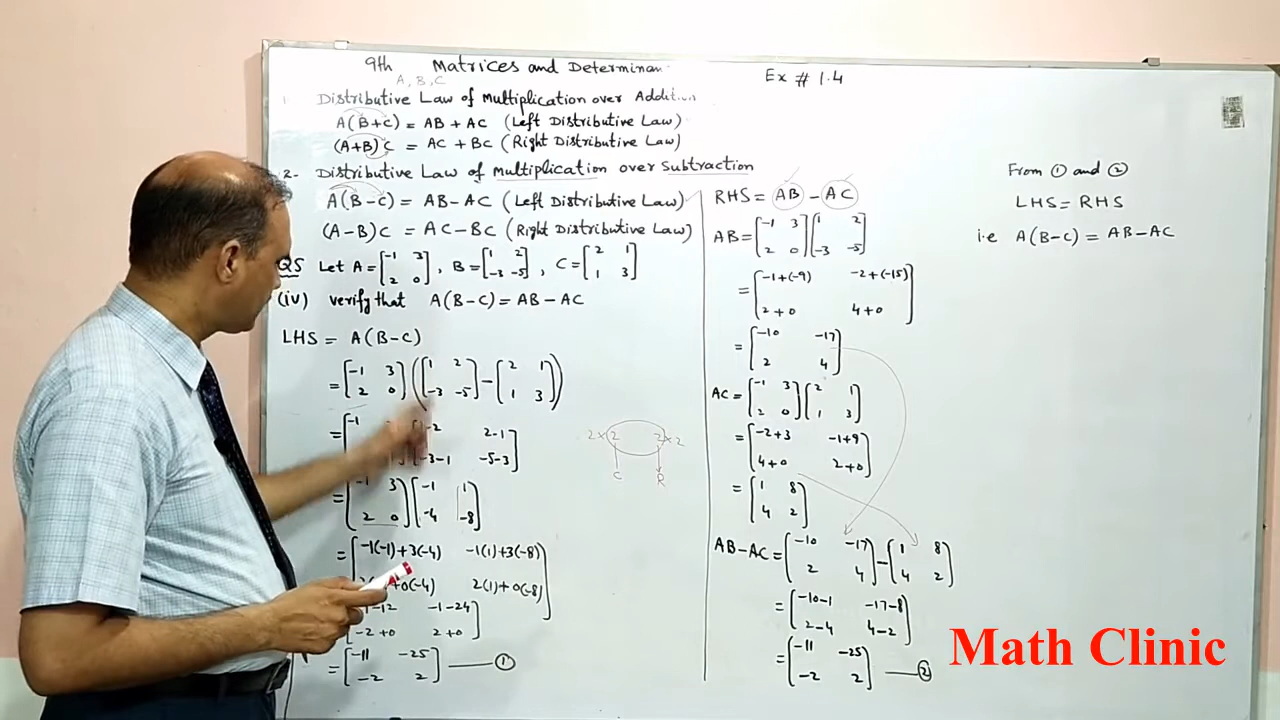 9th Matrices and Determinan
Ex # 1.4
A, B, C
1. Distributive Law of Multiplication over Addition
A(B+C) = AB + AC (Left Distributive Law)
(A+B)C = AC + BC (Right Distributive Law)
2- Distributive Law of Multiplication over Subtraction
A(B-C) = AB-AC (Left Distributive Law)
(A-B)C = AC-BC (Right Distributive Law)
Q5 Let A = [-1 3 , B = [1 2 , C = [2 1
2 0] -3 -5] 1 3]
(iv) verify that A(B-C) = AB-AC
LHS = A(B-C)
= [-1 3 ([1 2 - [2 1
2 0] -3 -5] 1 3])
= [-1 -2 2-1
-3-1 -5-3]
= [-1 3 [-1 1
2 0] -4 -8]
= [-1(-1)+3(-4) -1(1)+3(-8)
+0(-4) 2(1)+0(-8)]
-12 -1-24
-2+0 2+0]
= [-11 -25
-2 2] ①
2×2 2×2
C R
RHS = AB - AC
AB = [-1 3 [1 2
2 0] -3 -5]
= [-1+(-9) -2+(-15)
2+0 4+0]
= [-10 -17
2 4]
AC = [-1 3 [2 1
2 0] 1 3]
= [-2+3 -1+9
4+0 2+0]
= [1 8
4 2]
AB-AC = [-10 -17 - [1 8
2 4] 4 2]
= [-10-1 -17-8
2-4 4-2]
= [-11 -25
-2 2] ②
From ① and ②
LHS = RHS
i.e A(B-C) = AB-AC
Math Clinic